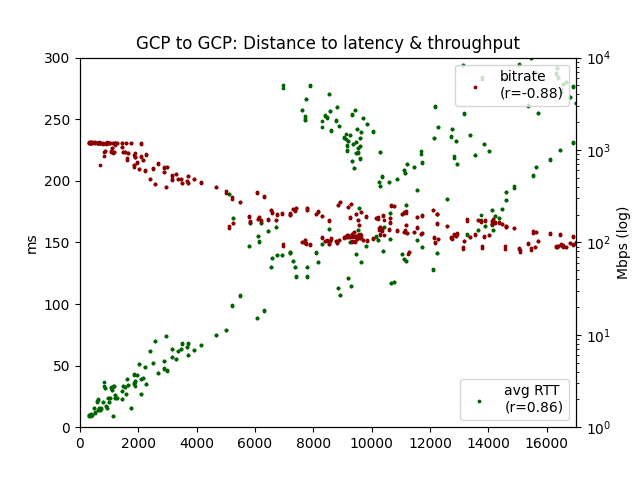 GCP to GCP: Distance to latency & throughput
300
250
200
150
100
50
0
ms
0 2000 4000 6000 8000 10000 12000 14000 16000
10^4
10^3
10^2
10^1
10^0
Mbps (log)
bitrate
(r=-0.88)
avg RTT
(r=0.86)